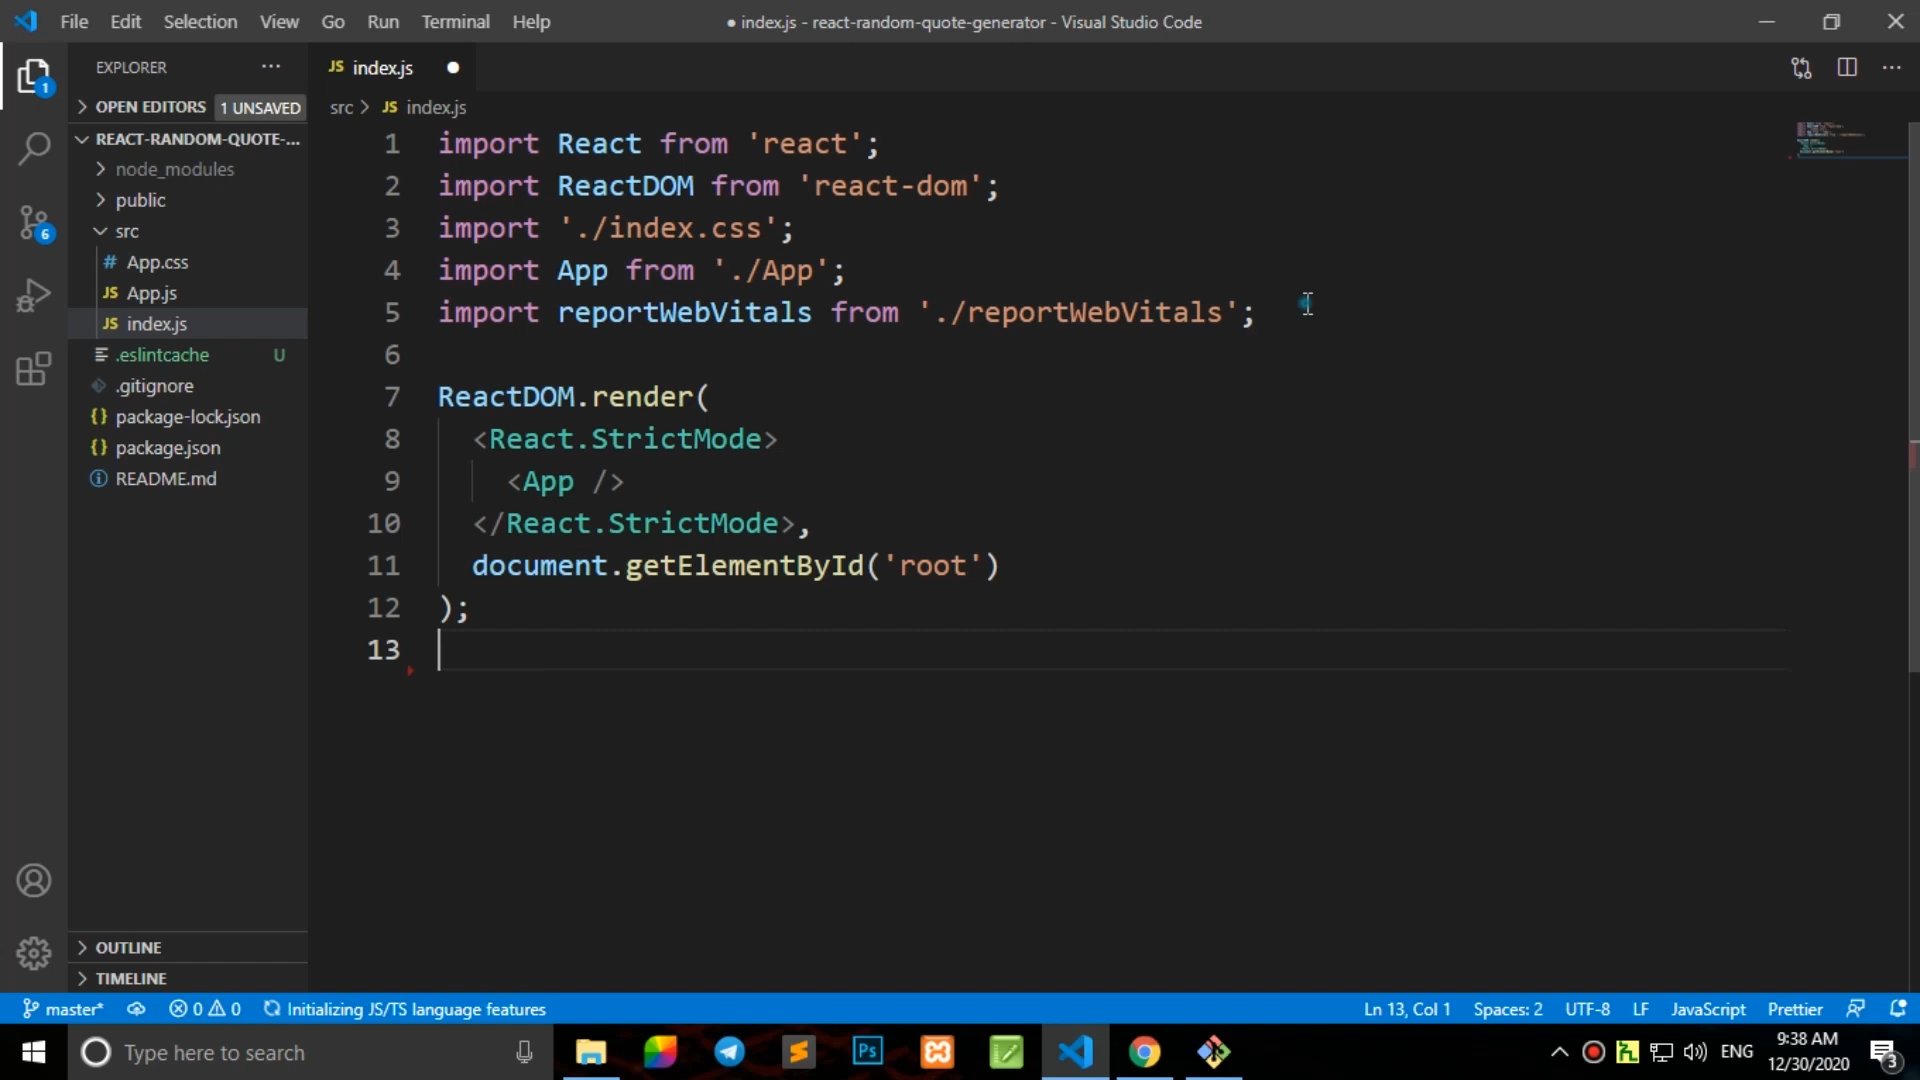 File Edit Selection View Go Run Terminal Help
● index.js - react-random-quote-generator - Visual Studio Code
EXPLORER
OPEN EDITORS 1 UNSAVED
REACT-RANDOM-QUOTE-...
node_modules
public
src
# App.css
JS App.js
JS index.js
.eslintcache U
.gitignore
{} package-lock.json
{} package.json
README.md
OUTLINE
TIMELINE
1
6
JS index.js
src > JS index.js
1 import React from 'react';
2 import ReactDOM from 'react-dom';
3 import './index.css';
4 import App from './App';
5 import reportWebVitals from './reportWebVitals';
6
7 ReactDOM.render(
8 <React.StrictMode>
9 <App />
10 </React.StrictMode>,
11 document.getElementById('root')
12 );
13
master* 0 0 Initializing JS/TS language features
Ln 13, Col 1 Spaces: 2 UTF-8 LF JavaScript Prettier
Type here to search
Ps
ENG
9:38 AM
12/30/2020
3